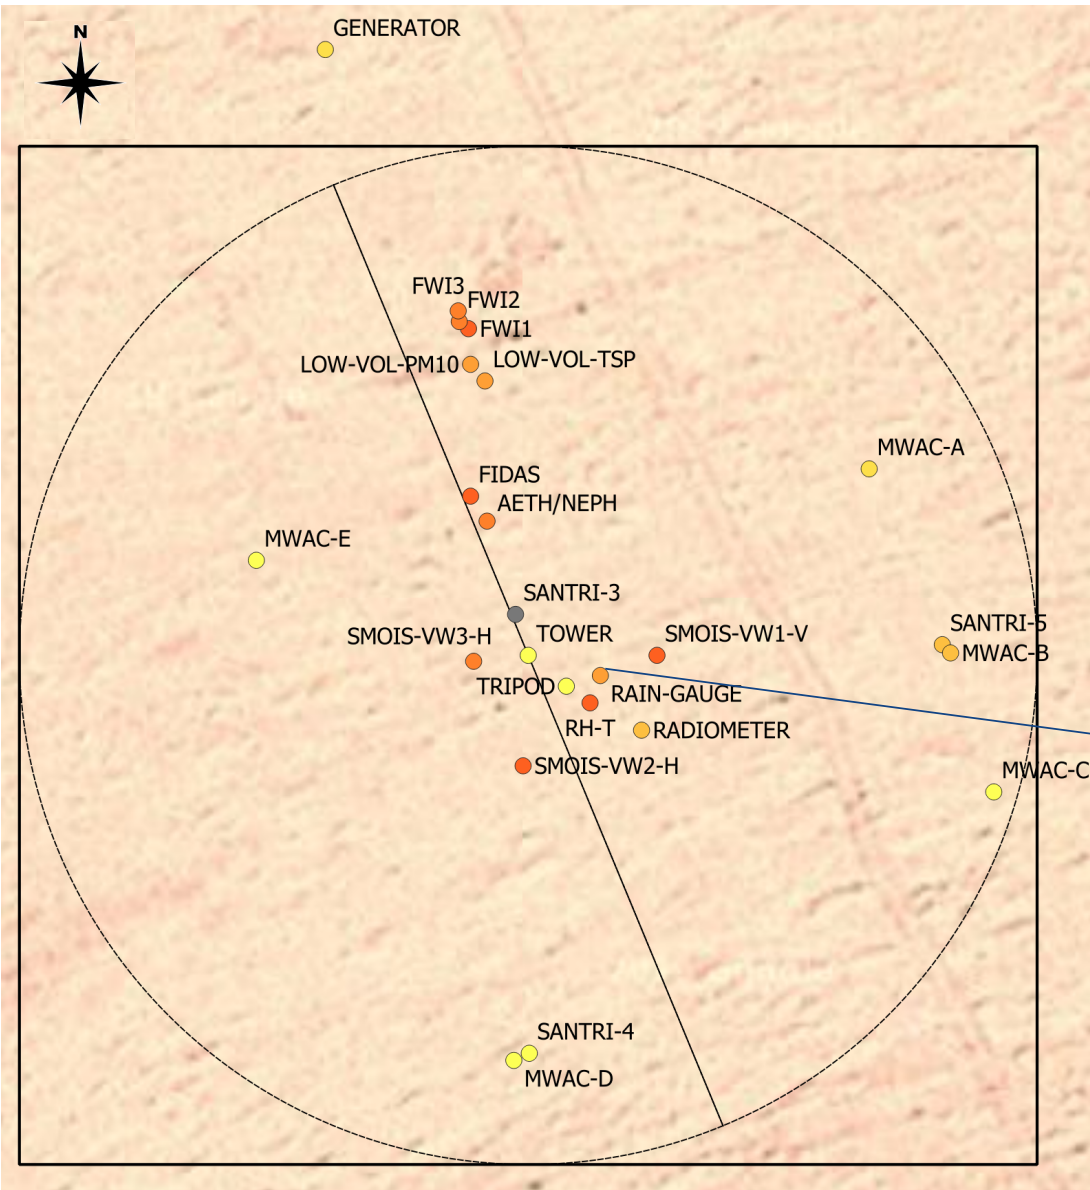 GENERATOR
N
FWI3
FWI2
FWI1
LOW-VOL-PM10
LOW-VOL-TSP
MWAC-A
FIDAS
AETH/NEPH
MWAC-E
SANTRI-3
SANTRI-5
SMOIS-VW3-H
TOWER
SMOIS-VW1-V
MWAC-B
TRIPOD
RAIN-GAUGE
RH-T
RADIOMETER
SMOIS-VW2-H
MWAC-C
SANTRI-4
MWAC-D